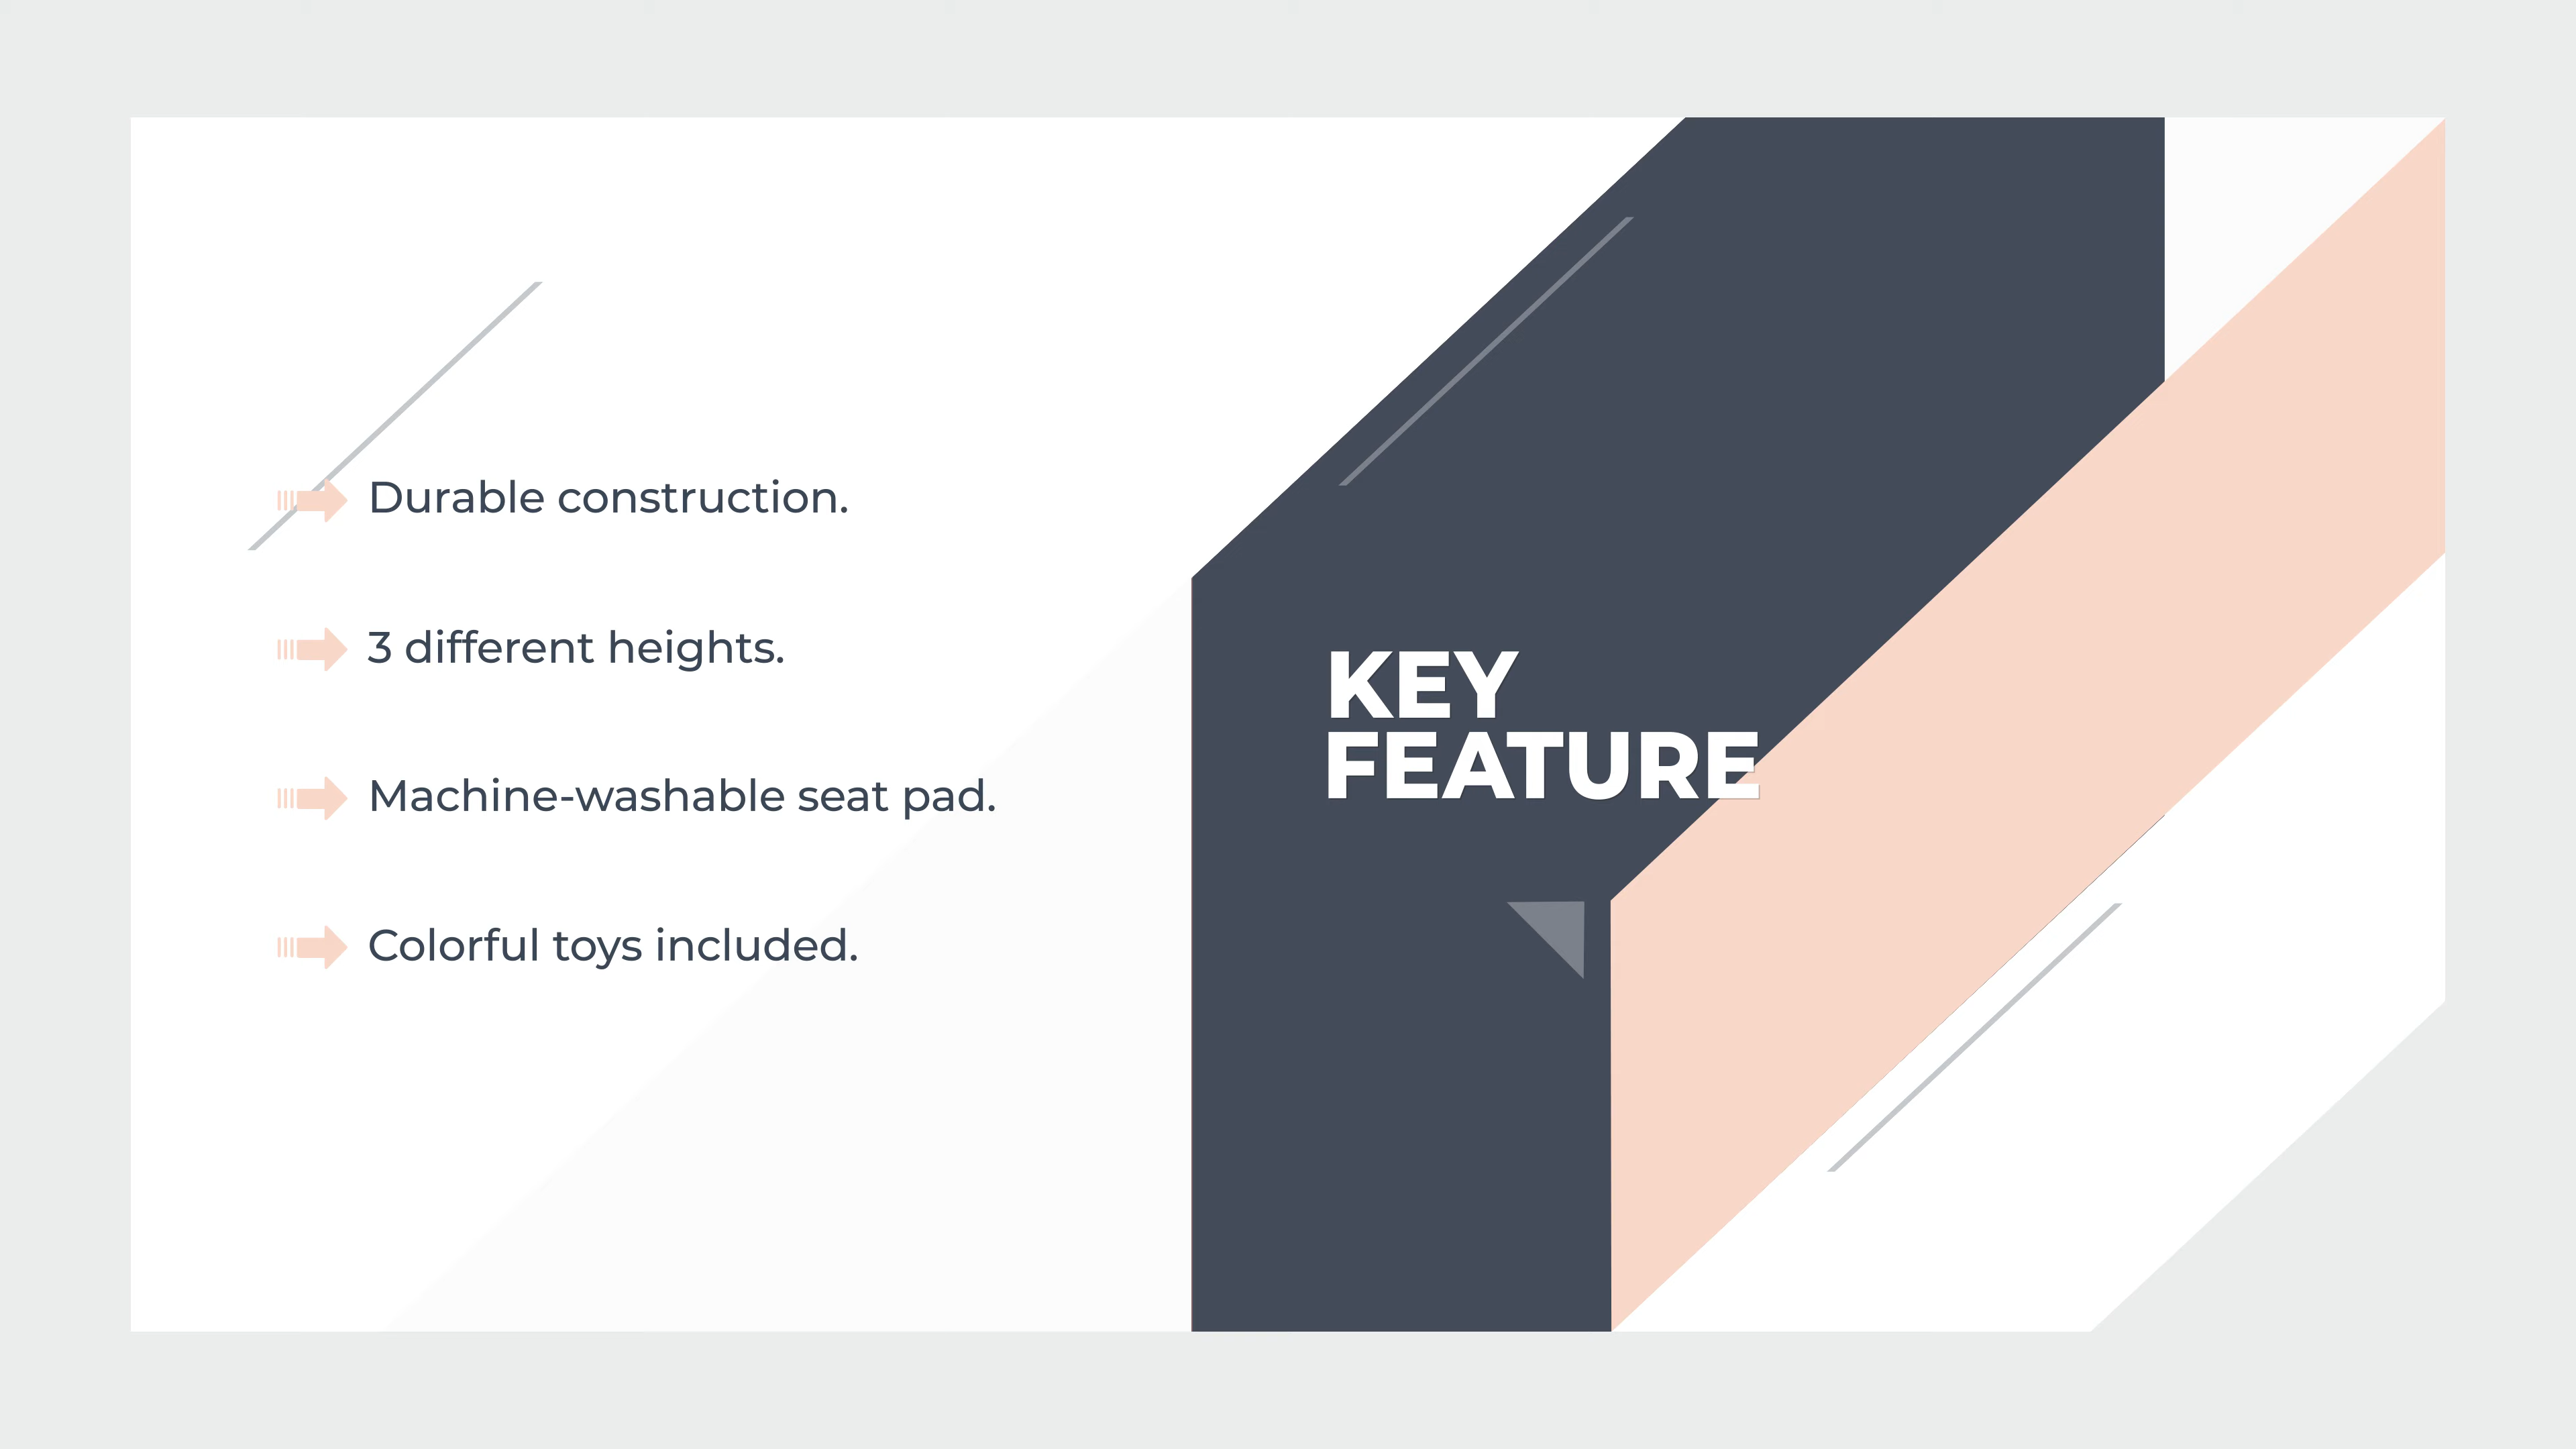 Durable construction.
3 different heights.
Machine-washable seat pad.
Colorful toys included.
KEY
FEATURE